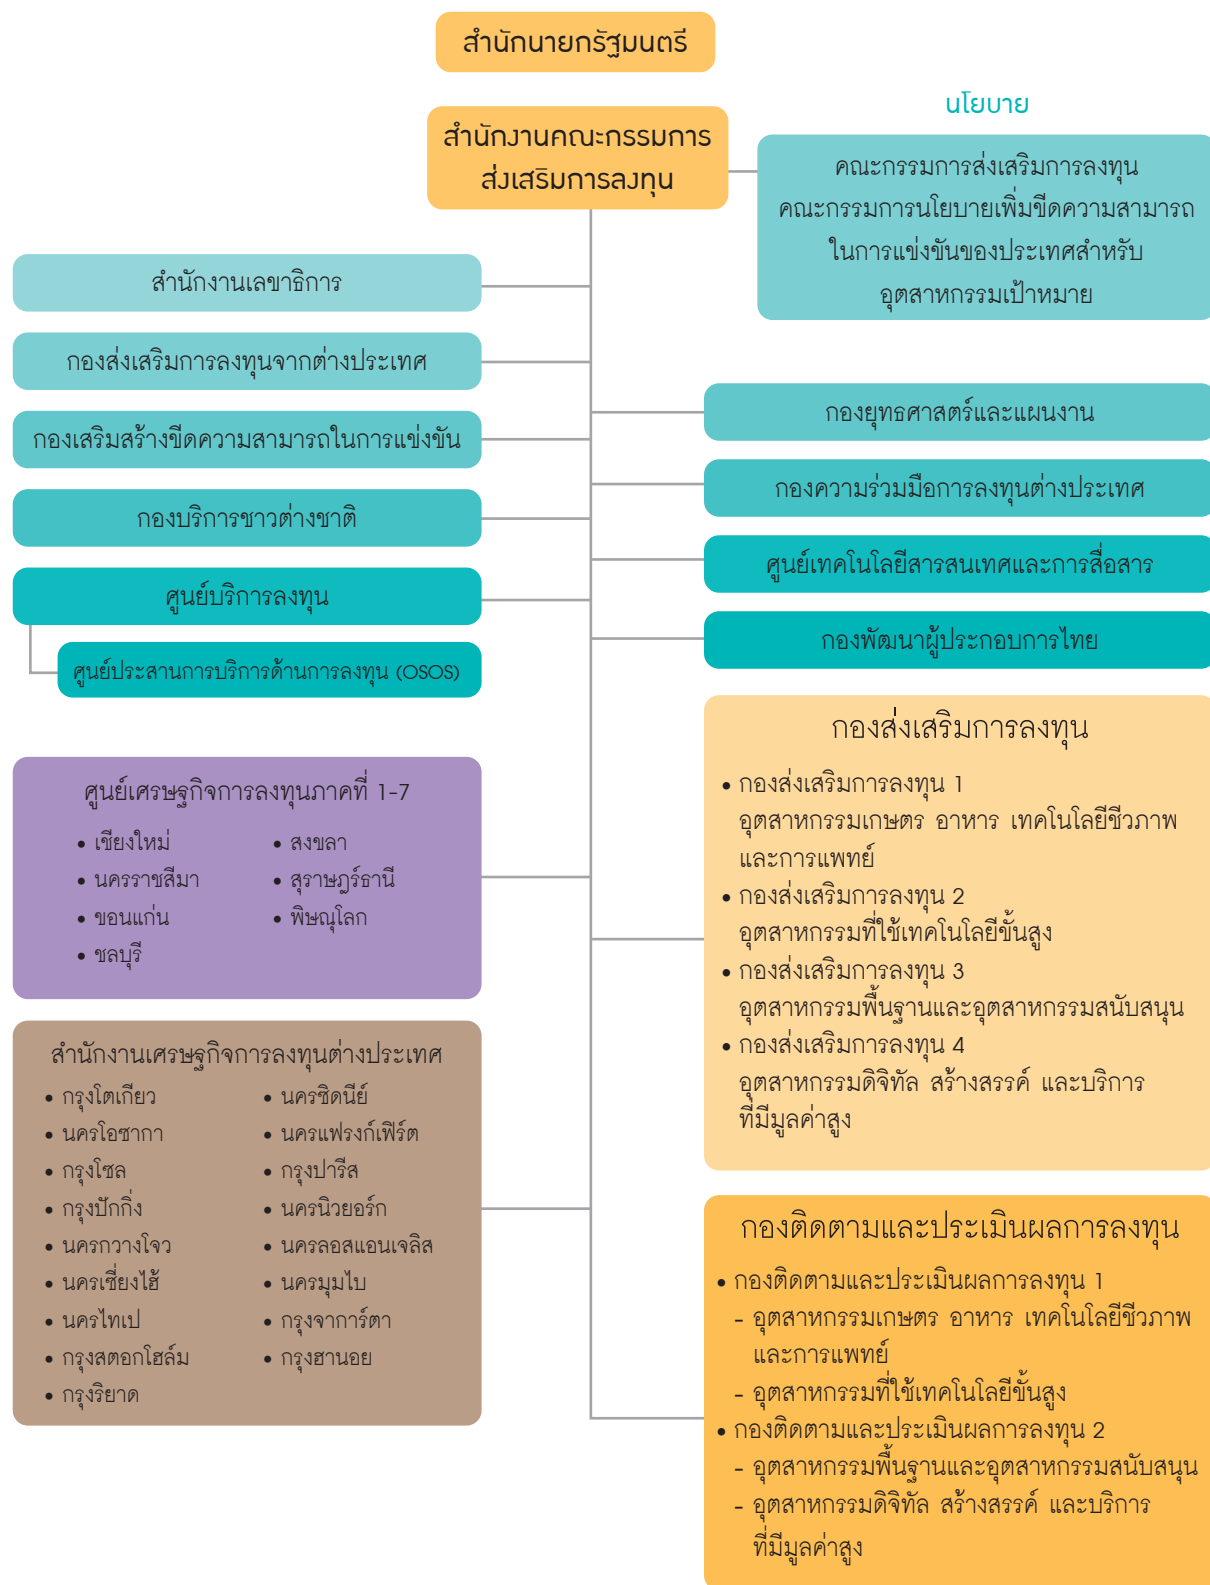 สำนักนายกรัฐมนตรี
สำนักงานคณะกรรมการ
ส่งเสริมการลงทุน
นโยบาย
คณะกรรมการส่งเสริมการลงทุน
คณะกรรมการนโยบายเพิ่มขีดความสามารถ
ในการแข่งขันของประเทศสำหรับ
อุตสาหกรรมเป้าหมาย
สำนักงานเลขาธิการ
กองส่งเสริมการลงทุนจากต่างประเทศ
กองเสริมสร้างขีดความสามารถในการแข่งขัน
กองบริการชาวต่างชาติ
ศูนย์บริการลงทุน
ศูนย์ประสานการบริการด้านการลงทุน (OSOS)
กองยุทธศาสตร์และแผนงาน
กองความร่วมมือการลงทุนต่างประเทศ
ศูนย์เทคโนโลยีสารสนเทศและการสื่อสาร
กองพัฒนาผู้ประกอบการไทย
ศูนย์เศรษฐกิจการลงทุนภาคที่ 1-7
• เชียงใหม่
• นครราชสีมา
• ขอนแก่น
• ชลบุรี
• สงขลา
• สุราษฎร์ธานี
• พิษณุโลก
สำนักงานเศรษฐกิจการลงทุนต่างประเทศ
• กรุงโตเกียว
• นครโอซากา
• กรุงโซล
• กรุงปักกิ่ง
• นครกวางโจว
• นครเซี่ยงไฮ้
• นครไทเป
• กรุงสตอกโฮล์ม
• กรุงริยาด
• นครซิดนีย์
• นครแฟรงก์เฟิร์ต
• กรุงปารีส
• นครนิวยอร์ก
• นครลอสแอนเจลิส
• นครมุมไบ
• กรุงจาการ์ตา
• กรุงฮานอย
กองส่งเสริมการลงทุน
• กองส่งเสริมการลงทุน 1
อุตสาหกรรมเกษตร อาหาร เทคโนโลยีชีวภาพ
และการแพทย์
• กองส่งเสริมการลงทุน 2
อุตสาหกรรมที่ใช้เทคโนโลยีขั้นสูง
• กองส่งเสริมการลงทุน 3
อุตสาหกรรมพื้นฐานและอุตสาหกรรมสนับสนุน
• กองส่งเสริมการลงทุน 4
อุตสาหกรรมดิจิทัล สร้างสรรค์ และบริการ
ที่มีมูลค่าสูง
กองติดตามและประเมินผลการลงทุน
• กองติดตามและประเมินผลการลงทุน 1
- อุตสาหกรรมเกษตร อาหาร เทคโนโลยีชีวภาพ
และการแพทย์
- อุตสาหกรรมที่ใช้เทคโนโลยีขั้นสูง
• กองติดตามและประเมินผลการลงทุน 2
- อุตสาหกรรมพื้นฐานและอุตสาหกรรมสนับสนุน
- อุตสาหกรรมดิจิทัล สร้างสรรค์ และบริการ
ที่มีมูลค่าสูง